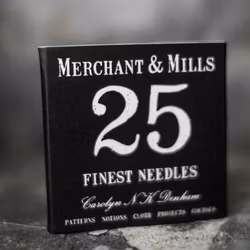 MERCHANT & MILLS
25
FINEST NEEDLES
Carolyn N.K. Denham
PATTERNS NOTIONS CLOTH PROJECTS COURSES